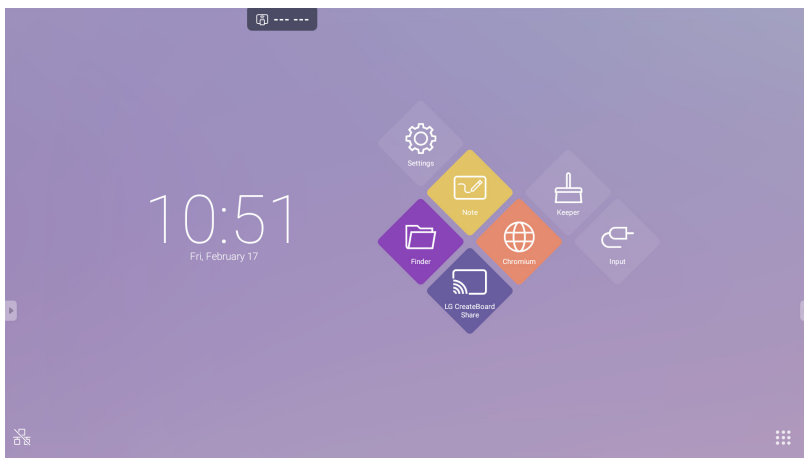 --- ---
Settings
Note
Keeper
10:51
Fri, February 17
Finder
Chromium
Input
LG CreateBoard
Share